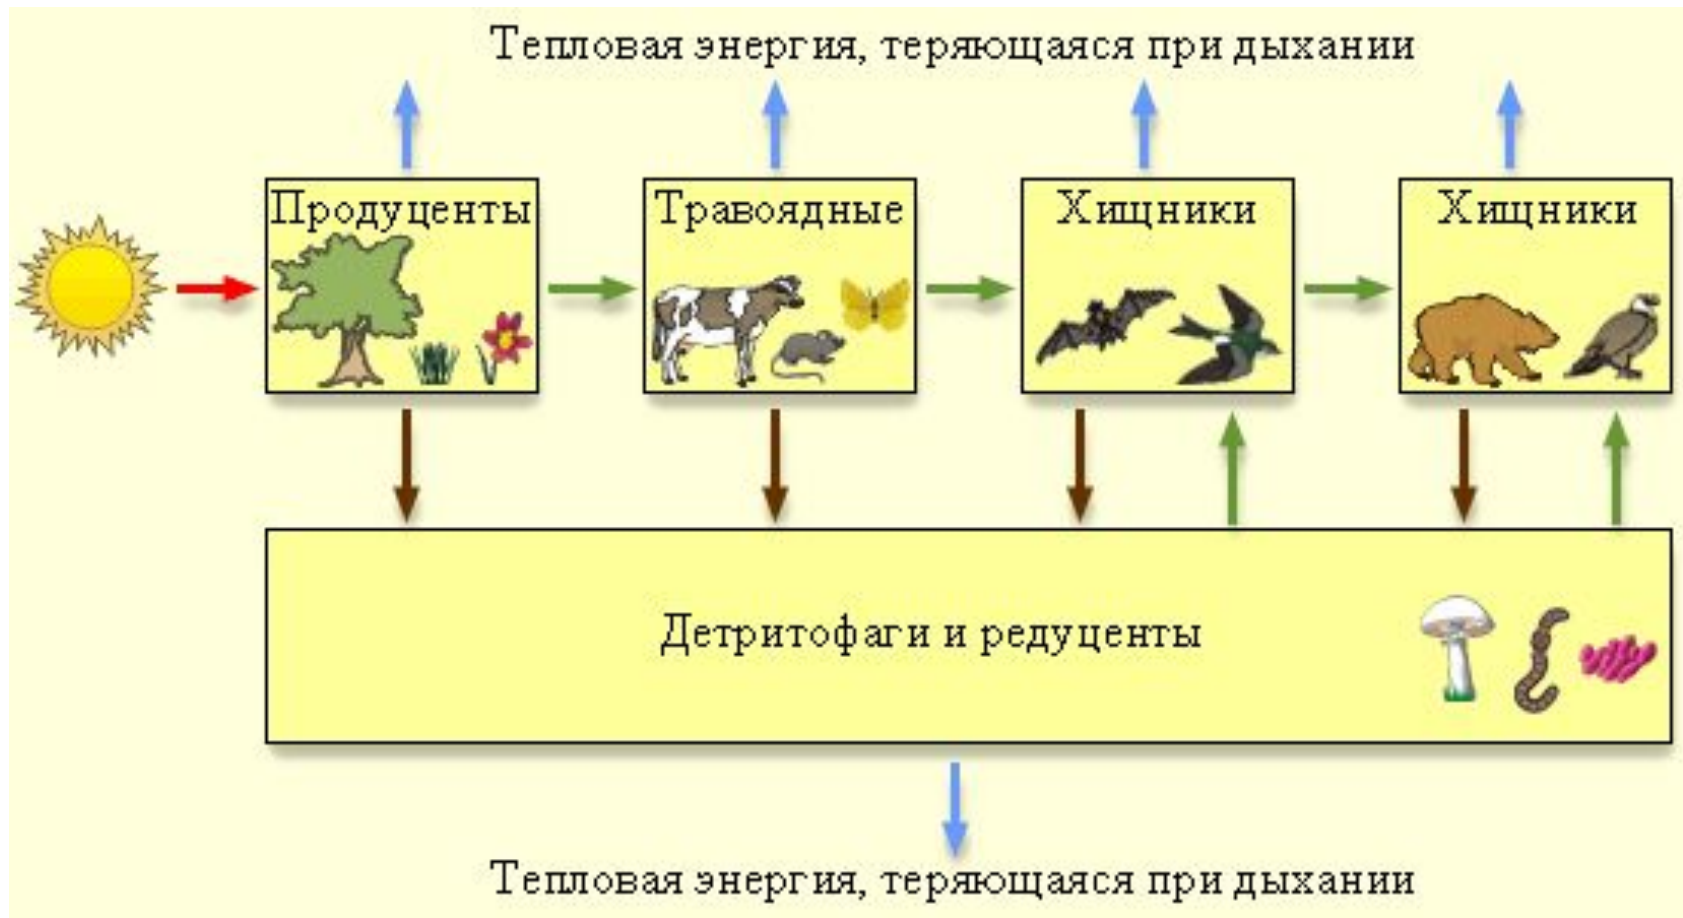 Тепловая энергия, теряющаяся при дыхании
Продуценты
Травоядные
Хищники
Хищники
Детритофаги и редуценты
Тепловая энергия, теряющаяся при дыхании